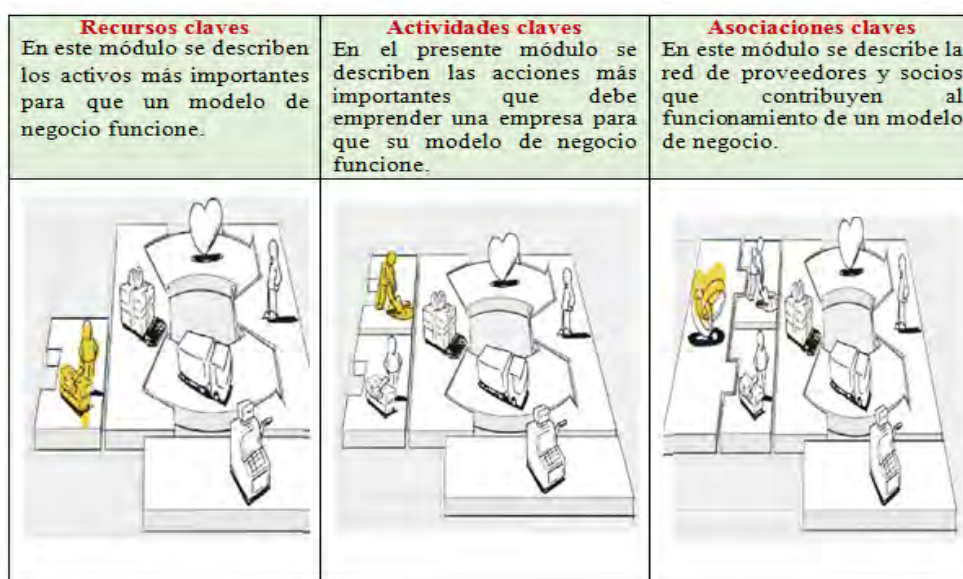 Recursos claves
En este módulo se describen
los activos más importantes
para que un modelo de
negocio funcione.
Actividades claves
En el presente módulo se
describen las acciones más
importantes que debe
emprender una empresa para
que su modelo de negocio
funcione.
Asociaciones claves
En este módulo se describe la
red de proveedores y socios
que contribuyen al
funcionamiento de un modelo
de negocio.